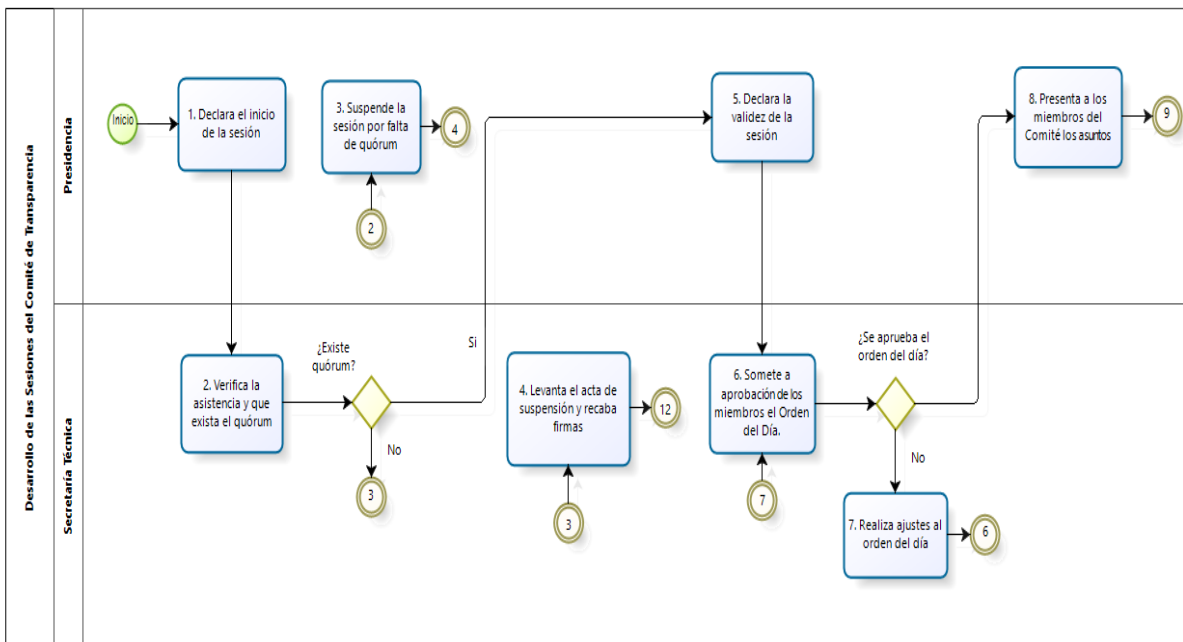 Desarrollo de las Sesiones del Comité de Transparencia
Presidencia
Inicio
1. Declara el inicio
de la sesión
3. Suspende la
sesión por falta
de quórum
4
2
5. Declara la
validez de la
sesión
8. Presenta a los
miembros del
Comité los asuntos
9
Secretaría Técnica
2. Verifica la
asistencia y que
exista el quórum
¿Existe
quórum?
Si
No
3
4. Levanta el acta de
suspensión y recaba
firmas
12
3
6. Somete a
aprobación de los
miembros el Orden
del Día.
7
¿Se aprueba el
orden del día?
No
7. Realiza ajustes al
orden del día
6